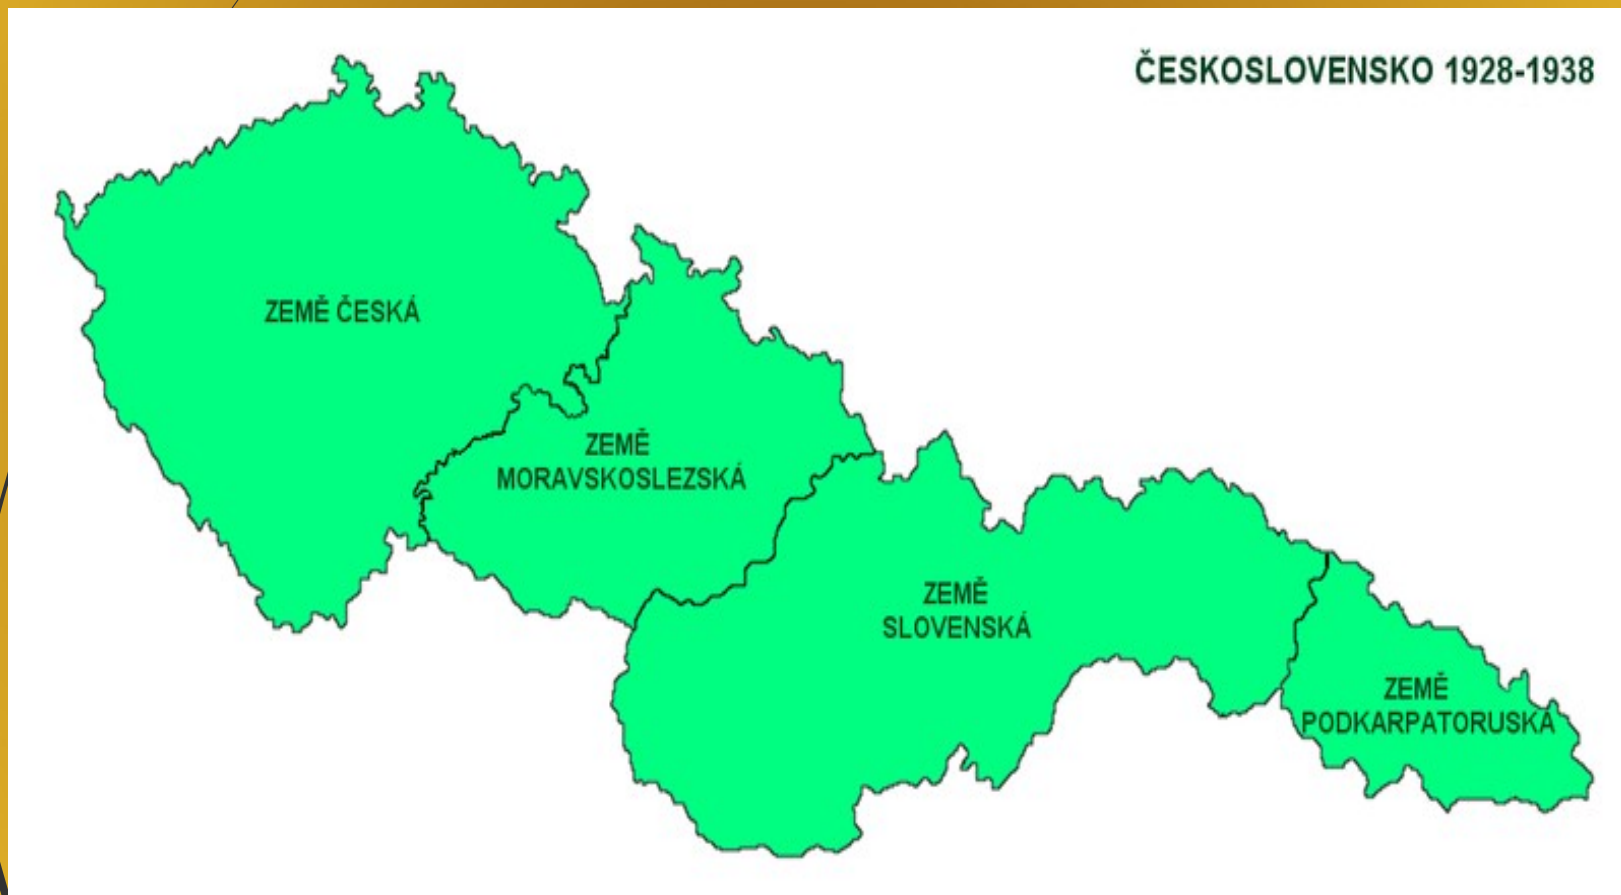 ČESKOSLOVENSKO 1928-1938
ZEMĚ ČESKÁ
ZEMĚ
MORAVSKOSLEZSKÁ
ZEMĚ
SLOVENSKÁ
ZEMĚ
PODKARPATORUSKÁ